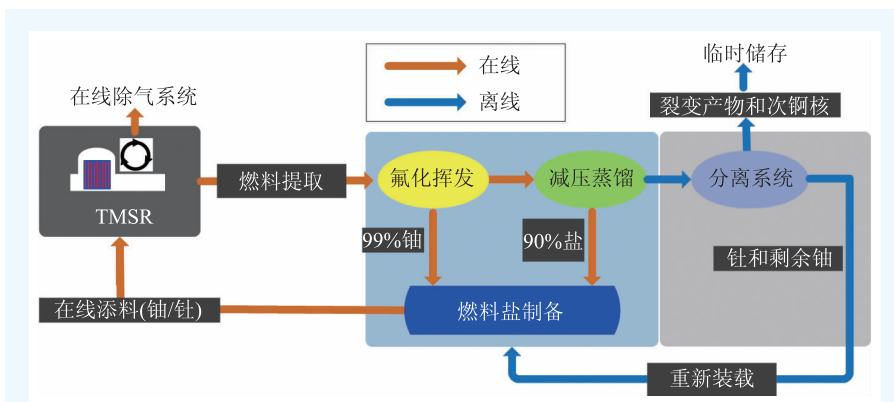 在线
离线
临时储存
在线除气系统
裂变产物和次锕核
TMSR
燃料提取
氟化挥发
减压蒸馏
分离系统
99%铀
90%盐
钍和剩余铀
在线添料(铀/钍)
燃料盐制备
重新装载